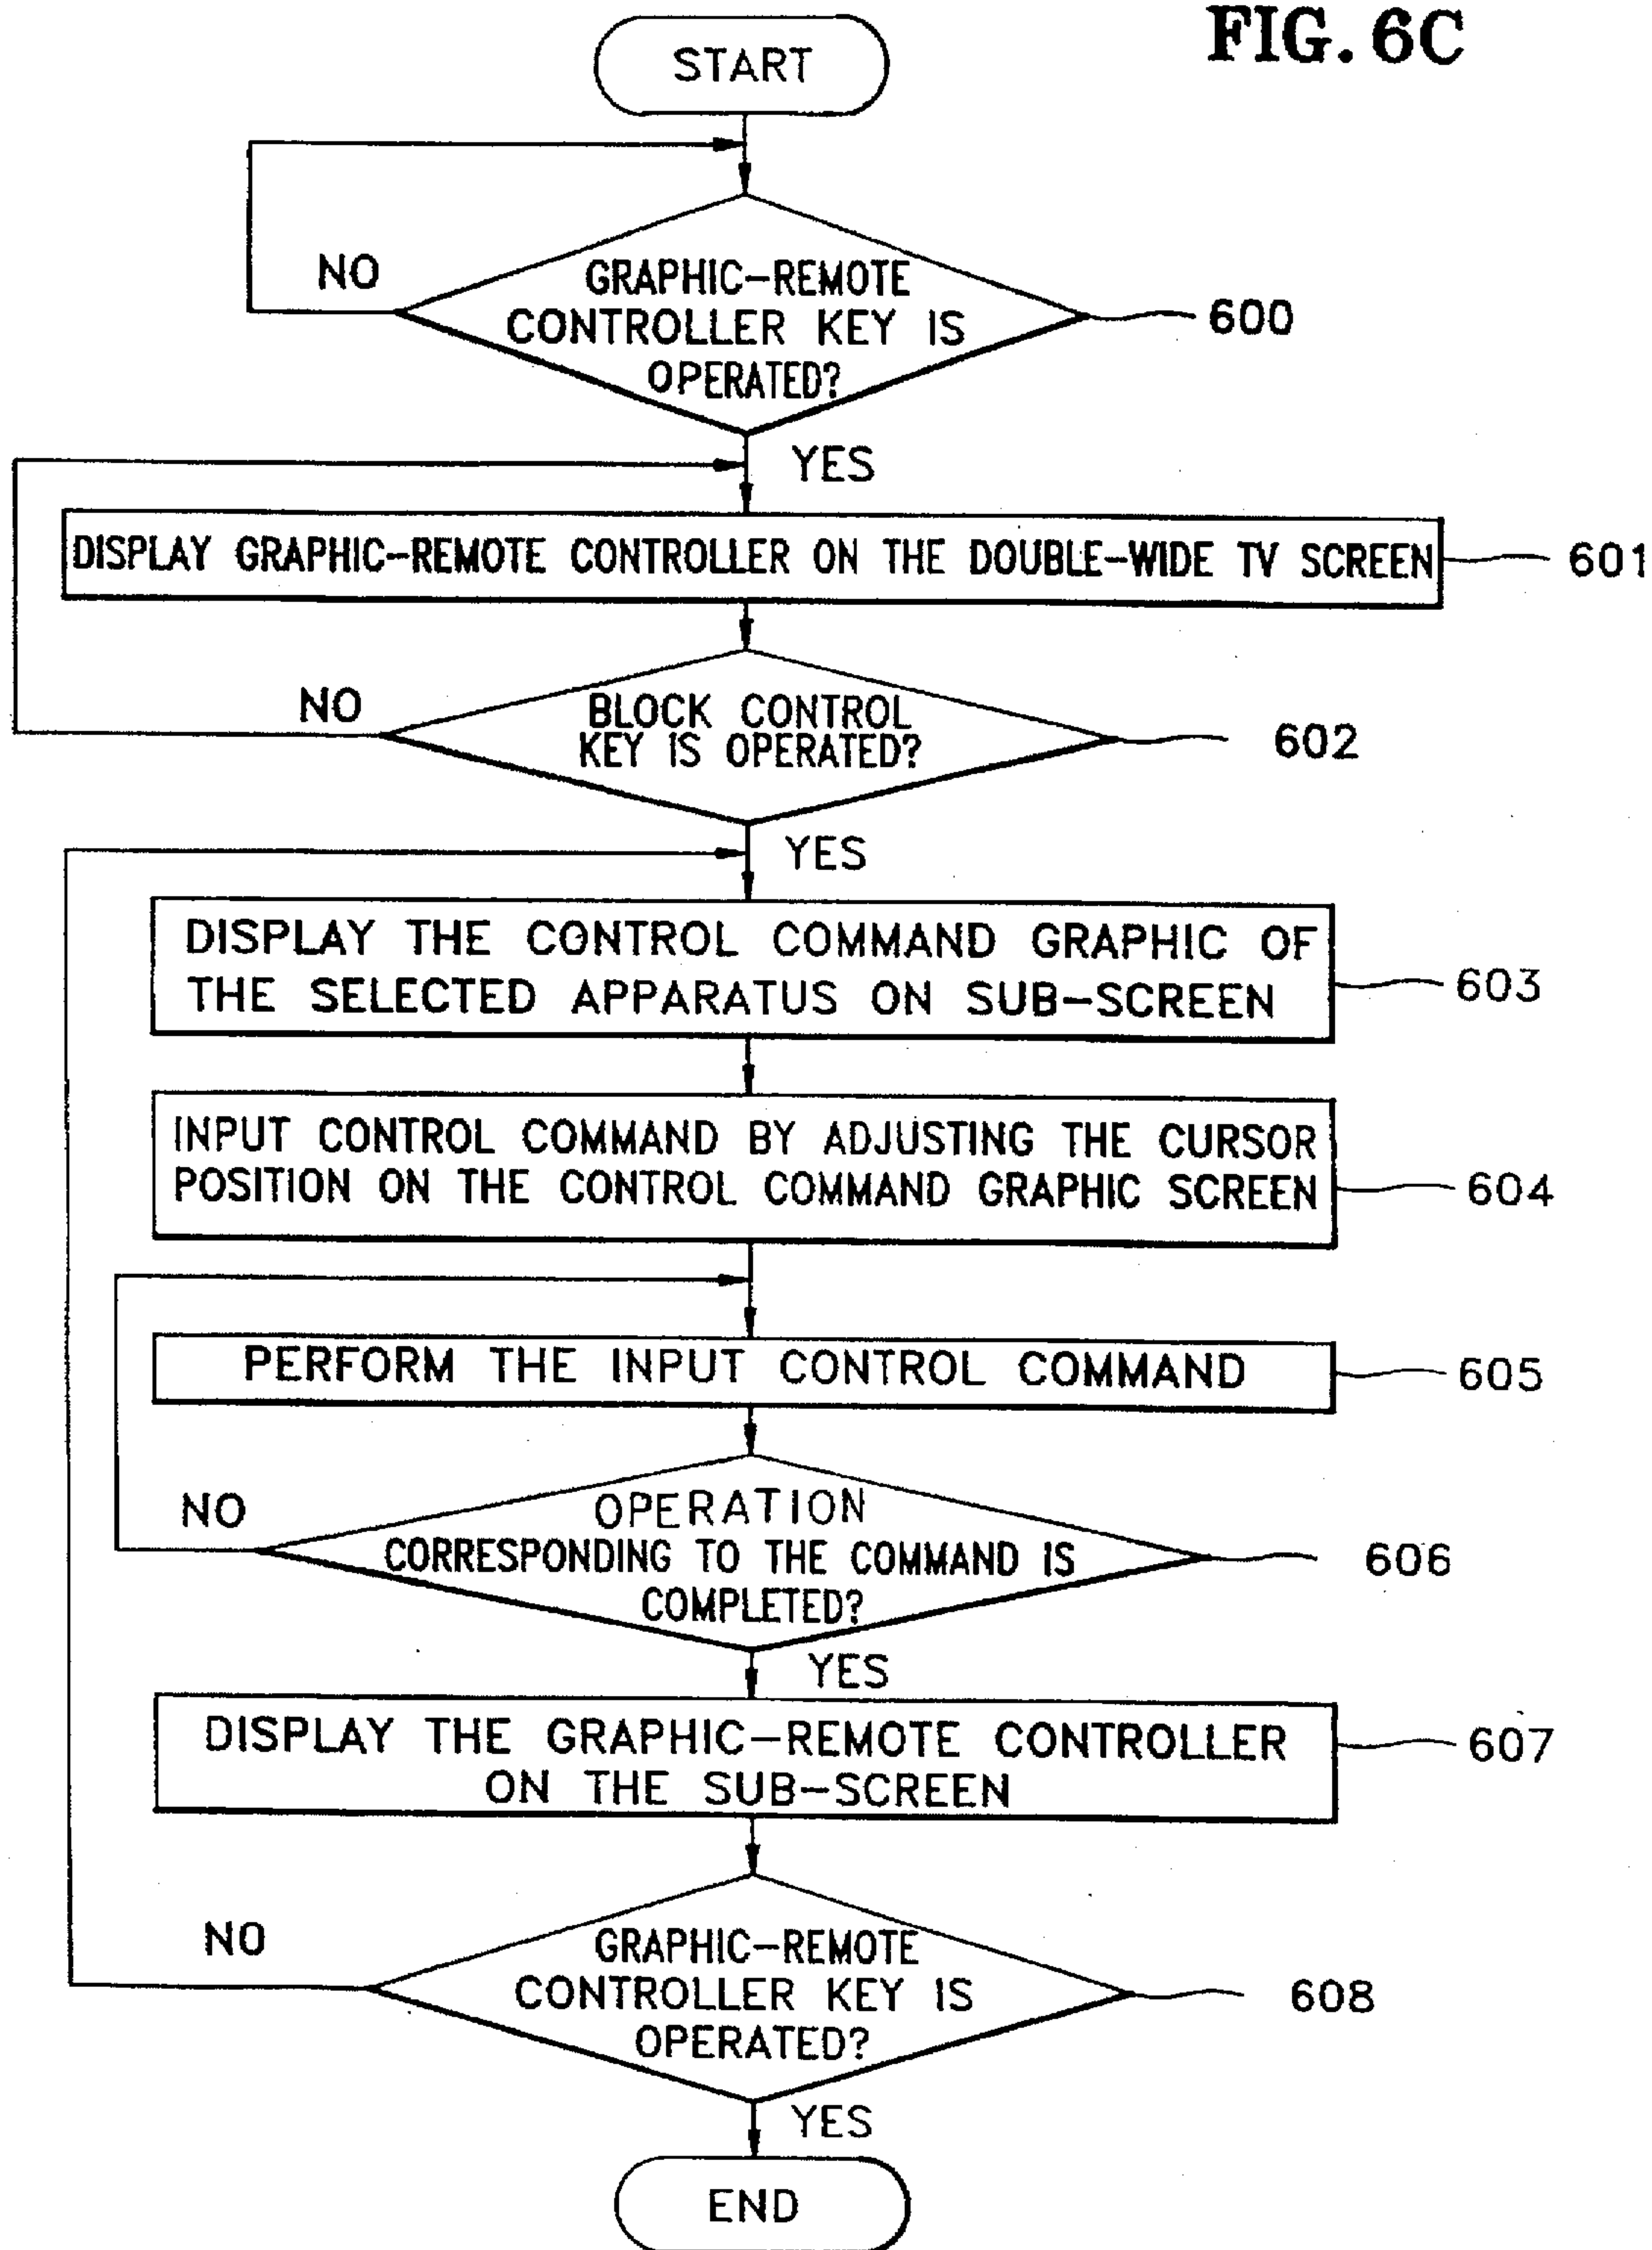 FIG. 6C
START
NO
GRAPHIC-REMOTE
CONTROLLER KEY IS
OPERATED?
600
YES
DISPLAY GRAPHIC-REMOTE CONTROLLER ON THE DOUBLE-WIDE TV SCREEN
601
NO
BLOCK CONTROL
KEY IS OPERATED?
602
YES
DISPLAY THE CONTROL COMMAND GRAPHIC OF
THE SELECTED APPARATUS ON SUB-SCREEN
603
INPUT CONTROL COMMAND BY ADJUSTING THE CURSOR
POSITION ON THE CONTROL COMMAND GRAPHIC SCREEN
604
PERFORM THE INPUT CONTROL COMMAND
605
NO
OPERATION
CORRESPONDING TO THE COMMAND IS
COMPLETED?
606
YES
DISPLAY THE GRAPHIC-REMOTE CONTROLLER
ON THE SUB-SCREEN
607
NO
GRAPHIC-REMOTE
CONTROLLER KEY IS
OPERATED?
608
YES
END